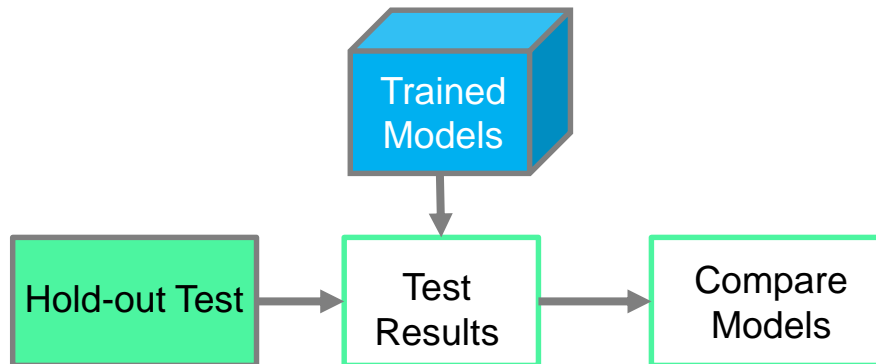 Trained
Models
Hold-out Test
Test
Results
Compare
Models